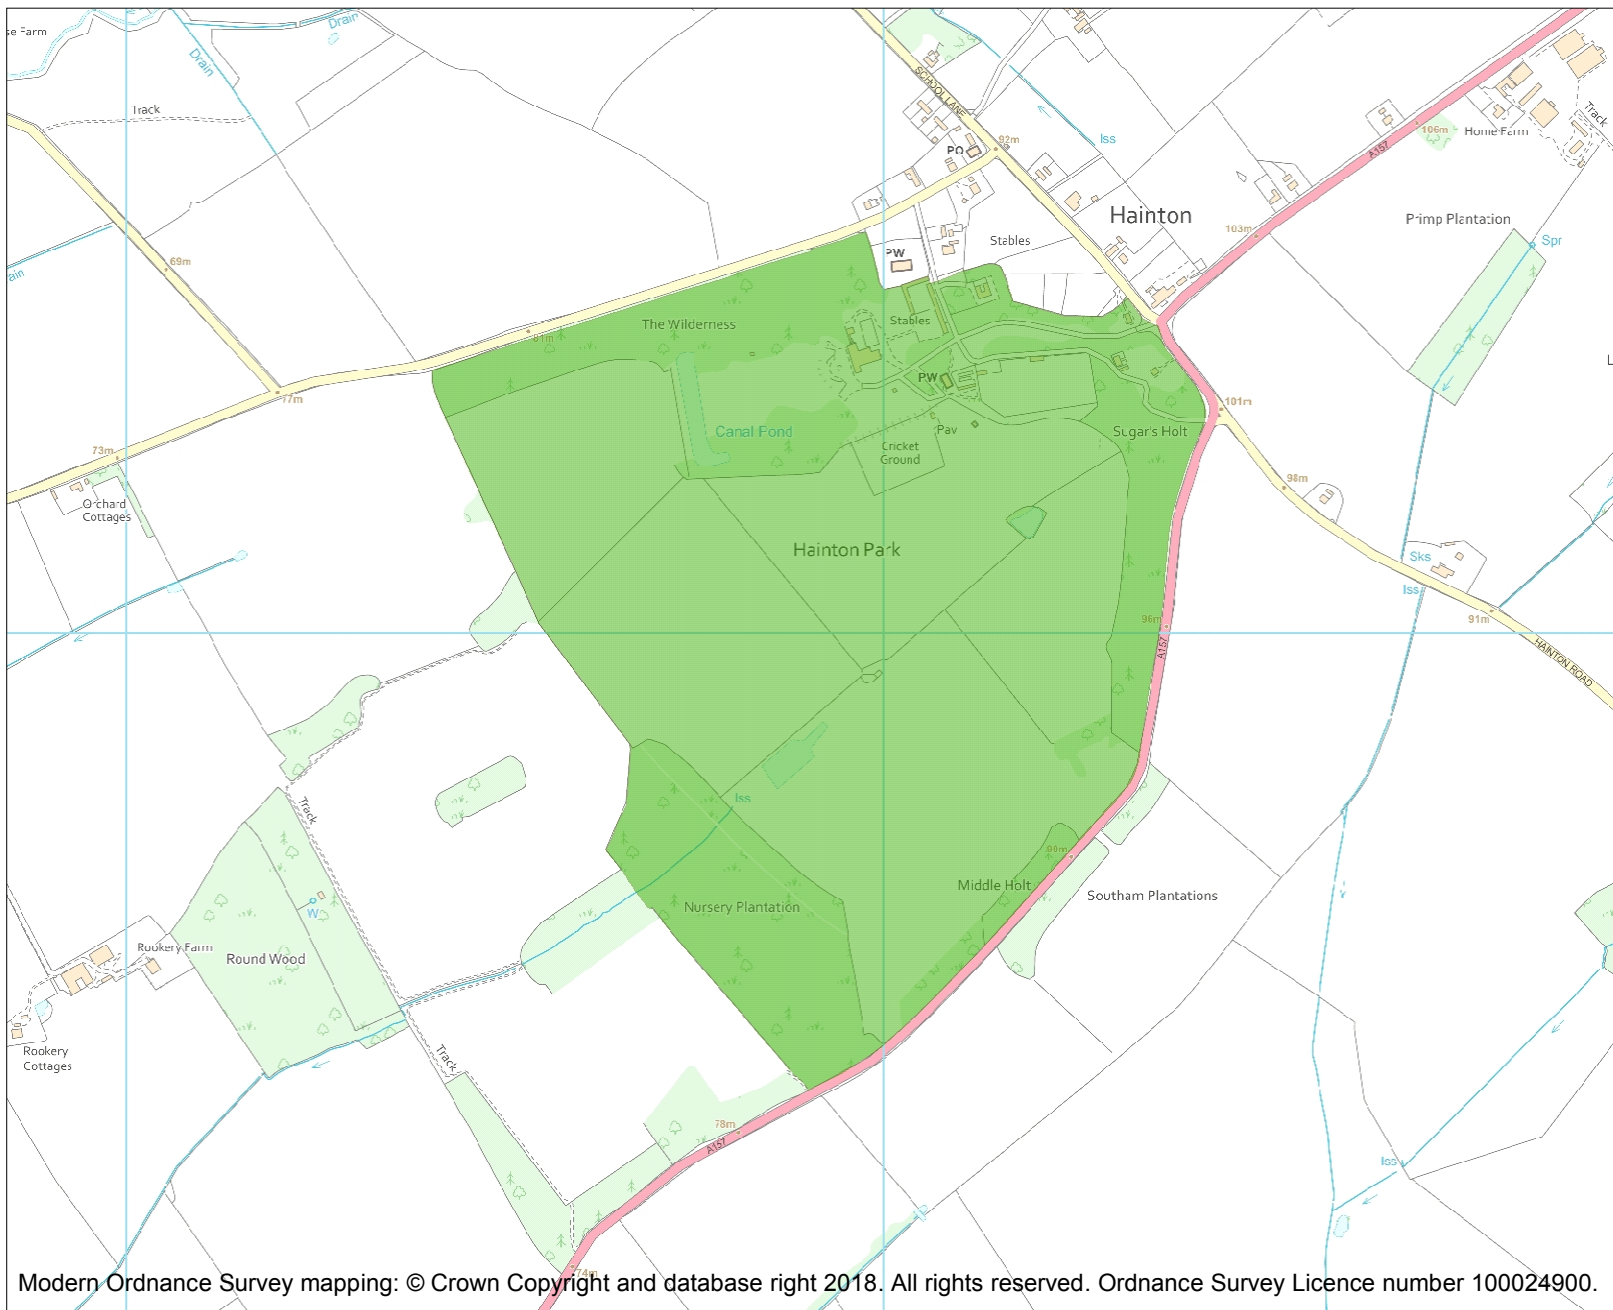 se Farm
Drain
Drain
Track
SCHOOL LANE
Iss
92m
PO
106m
A157
Home Farm
Track
Hainton
Primp Plantation
103m
Spr
Stables
PW
69m
ain
The Wilderness
81m
Stables
PW
77m
101m
Canal Pond
Pav
Sugar's Holt
Cricket
Ground
73m
98m
Orchard
Cottages
Hainton Park
Sks
Iss
96m
91m
A157
HAINTON ROAD
Track
Iss
99m
Middle Holt
Southam Plantations
Nursery Plantation
W
Rookery Farm
Round Wood
Rookery
Cottages
Track
78m
A157
Iss
74m
Modern Ordnance Survey mapping: © Crown Copyright and database right 2018. All rights reserved. Ordnance Survey Licence number 100024900.